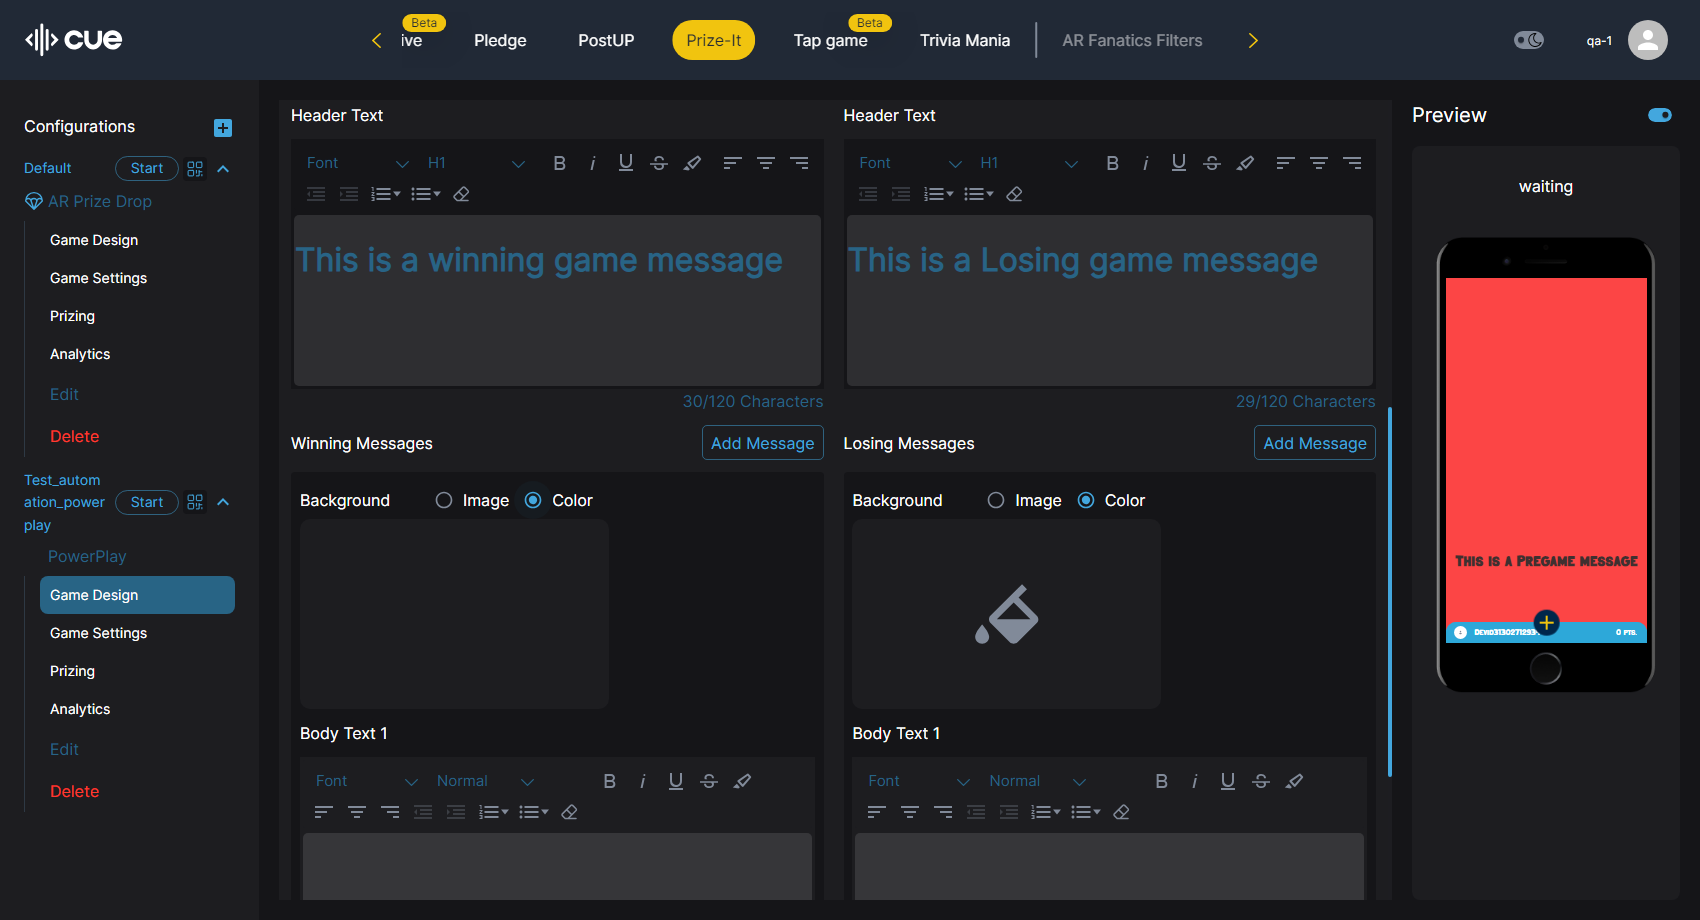 cue
Beta
ive
Pledge
PostUP
Prize-It
Beta
Tap game
Trivia Mania
AR Fanatics Filters
qa-1
Configurations
Default
Start
AR Prize Drop
Game Design
Game Settings
Prizing
Analytics
Edit
Delete
Test_autom
ation_power
play
Start
PowerPlay
Game Design
Game Settings
Prizing
Analytics
Edit
Delete
Header Text
Font
H1
This is a winning game message
30/120 Characters
Winning Messages
Add Message
Background
Image
Color
Body Text 1
Font
Normal
Header Text
Font
H1
This is a Losing game message
29/120 Characters
Losing Messages
Add Message
Background
Image
Color
Body Text 1
Font
Normal
Preview
waiting
This is a Pregame message
0 pts.